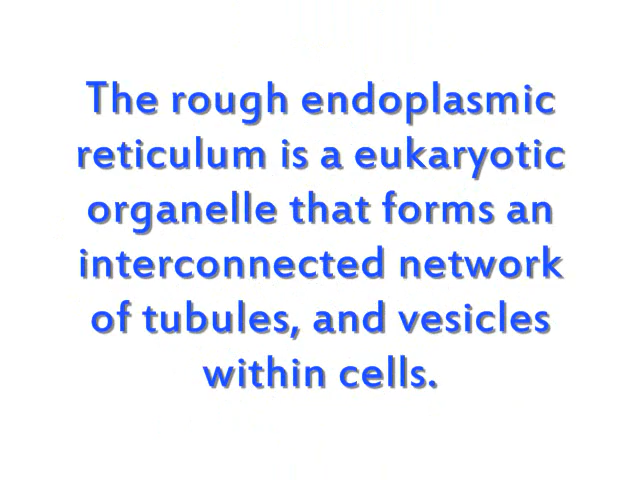 The rough endoplasmic
reticulum is a eukaryotic
organelle that forms an
interconnected network
of tubules, and vesicles
within cells.